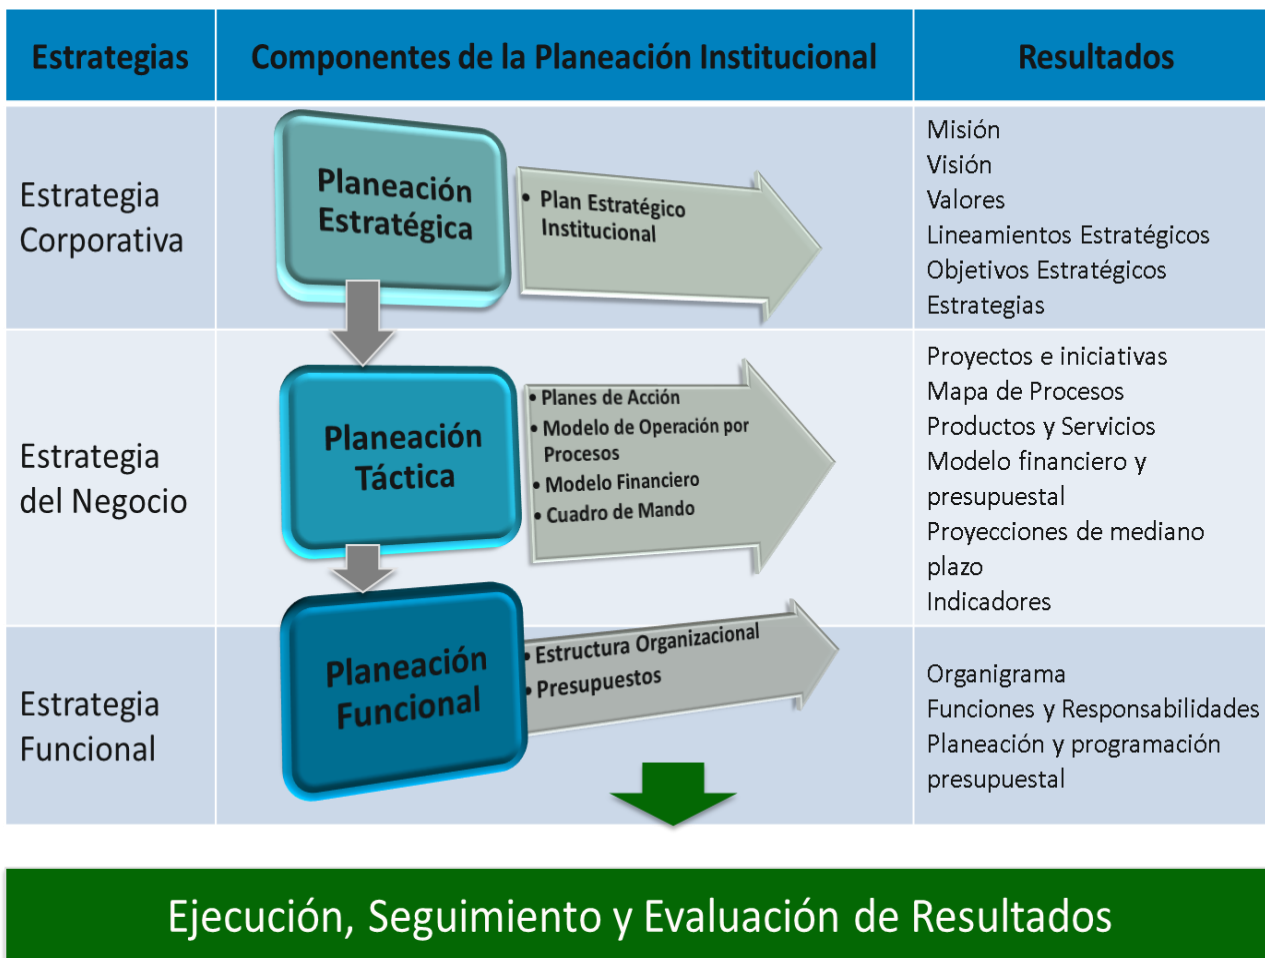 Estrategias
Componentes de la Planeación Institucional
Resultados
Estrategia
Corporativa
Planeación
Estratégica
• Plan Estratégico
Institucional
Misión
Visión
Valores
Lineamientos Estratégicos
Objetivos Estratégicos
Estrategias
Estrategia
del Negocio
Planeación
Táctica
• Planes de Acción
• Modelo de Operación por
Procesos
• Modelo Financiero
• Cuadro de Mando
Proyectos e iniciativas
Mapa de Procesos
Productos y Servicios
Modelo financiero y
presupuestal
Proyecciones de mediano
plazo
Indicadores
Estrategia
Funcional
Planeación
Funcional
• Estructura Organizacional
• Presupuestos
Organigrama
Funciones y Responsabilidades
Planeación y programación
presupuestal
Ejecución, Seguimiento y Evaluación de Resultados